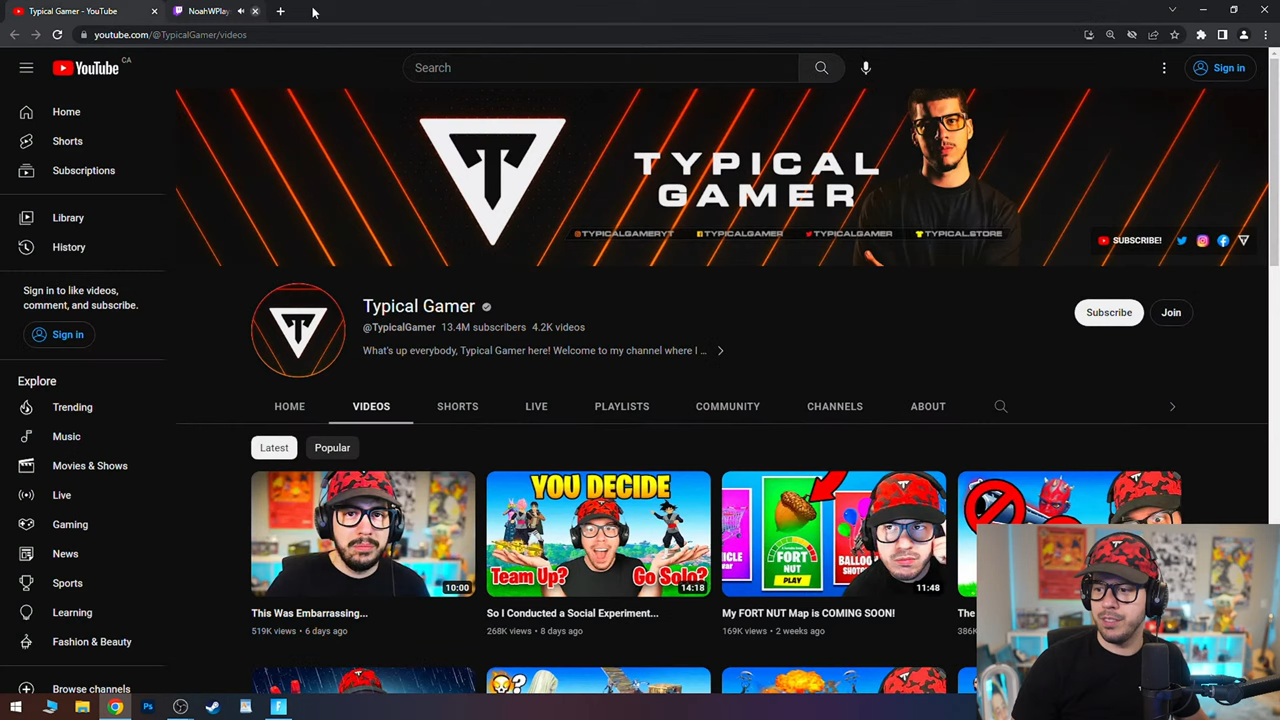 Typical Gamer - YouTube
NoahWPlay
youtube.com/@TypicalGamer/videos
YouTube CA
Search
Sign in
Home
Shorts
Subscriptions
Library
History
Sign in to like videos,
comment, and subscribe.
Sign in
Explore
Trending
Music
Movies & Shows
Live
Gaming
News
Sports
Learning
Fashion & Beauty
Browse channels
TYPICAL
GAMER
TYPICALGAMERYT TYPICALGAMER TYPICALGAMER TYPICAL.STORE
SUBSCRIBE!
Typical Gamer
@TypicalGamer 13.4M subscribers 4.2K videos
What's up everybody, Typical Gamer here! Welcome to my channel where I ...
Subscribe
Join
HOME VIDEOS SHORTS LIVE PLAYLISTS COMMUNITY CHANNELS ABOUT
Latest Popular
10:00
This Was Embarrassing...
519K views • 6 days ago
YOU DECIDE
Team Up? Go Solo?
14:18
So I Conducted a Social Experiment...
268K views • 8 days ago
FORT
NUT
PLAY
BALLOO
SHOTG
11:48
My FORT NUT Map is COMING SOON!
169K views • 2 weeks ago
The
386K